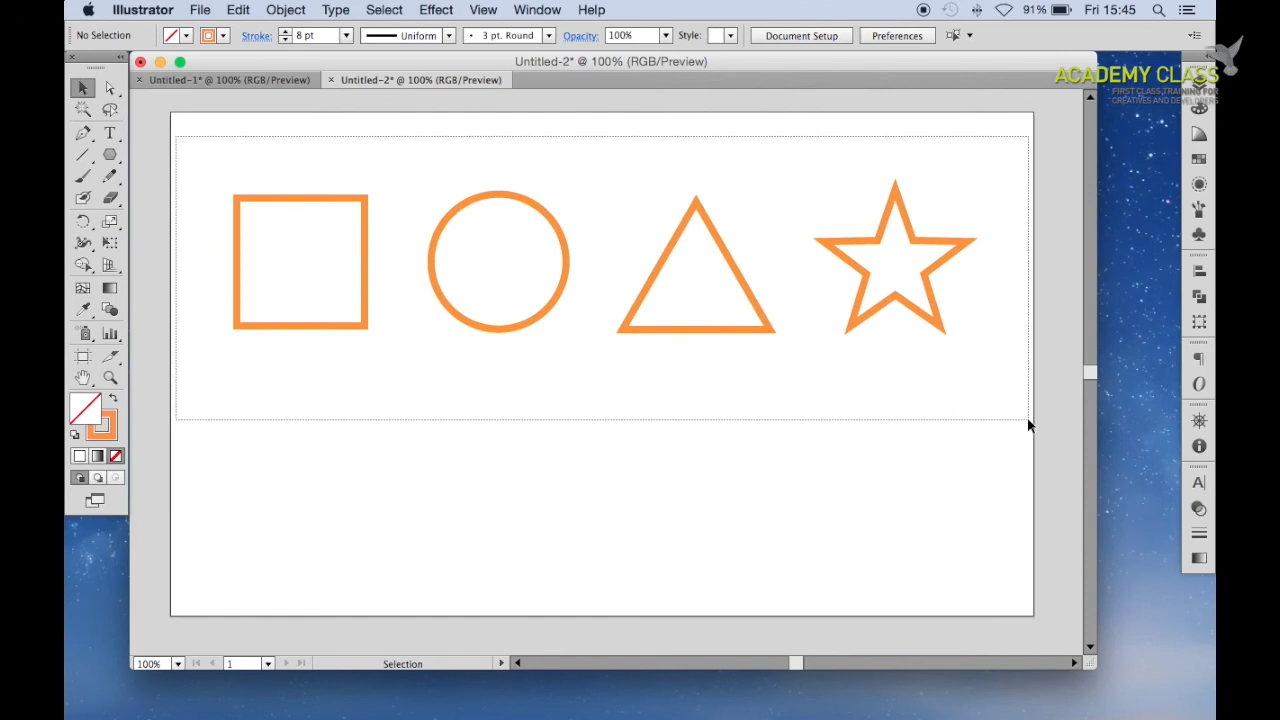 Illustrator File Edit Object Type Select Effect View Window Help 91% Fri 15:45
No Selection Stroke: 8 pt Uniform • 3 pt. Round Opacity: 100% Style: Document Setup Preferences
Untitled-2* @ 100% (RGB/Preview)
× Untitled-1* @ 100% (RGB/Preview) × Untitled-2* @ 100% (RGB/Preview)
ACADEMY CLASS
FIRST CLASS TRAINING FOR
CREATIVES AND DEVELOPERS
100% 1 Selection